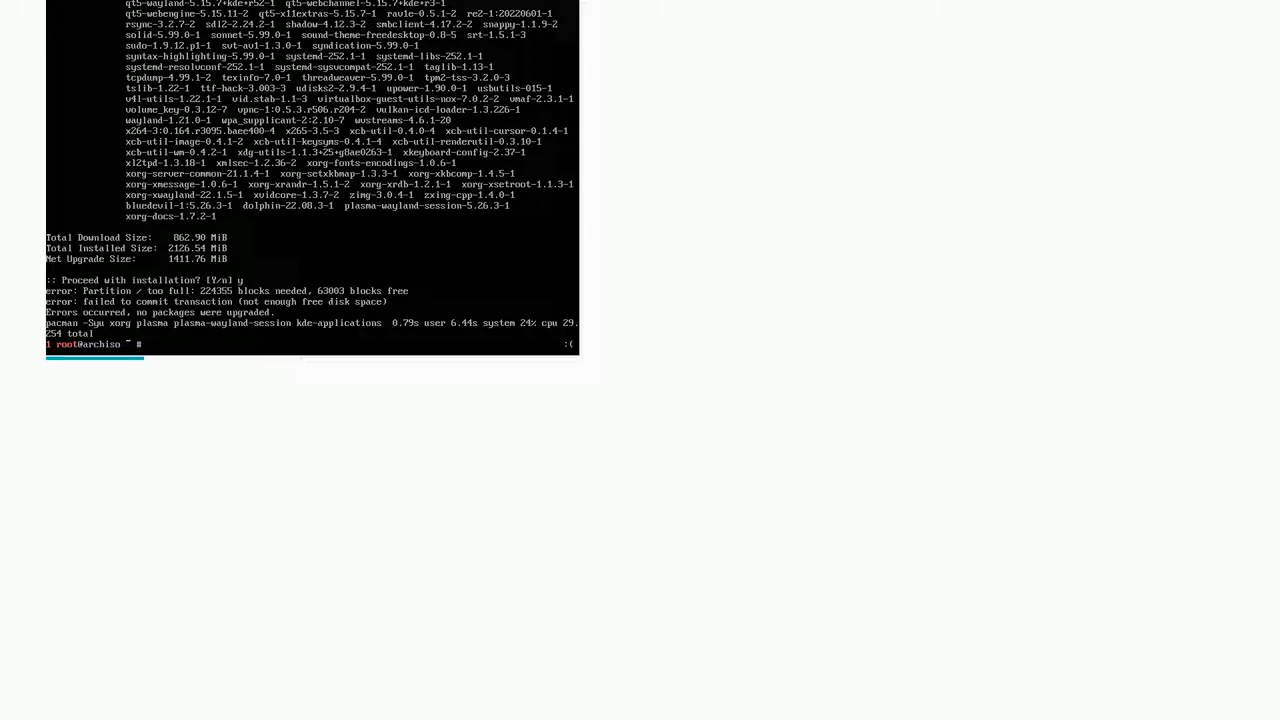 qt5-wayland-5.15.7+kde+r52-1  qt5-webchannel-5.15.7+kde+r3-1
qt5-webengine-5.15.11-2  qt5-x11extras-5.15.7-1  rav1e-0.5.1-2  re2-1:20220601-1
rsync-3.2.7-2  sdl2-2.24.2-1  shadow-4.12.3-2  smbclient-4.17.2-2  snappy-1.1.9-2
solid-5.99.0-1  sonnet-5.99.0-1  sound-theme-freedesktop-0.8-5  srt-1.5.1-3
sudo-1.9.12.p1-1  svt-av1-1.3.0-1  syndication-5.99.0-1
syntax-highlighting-5.99.0-1  systemd-252.1-1  systemd-libs-252.1-1
systemd-resolvconf-252.1-1  systemd-sysvcompat-252.1-1  taglib-1.13-1
tcpdump-4.99.1-2  texinfo-7.0-1  threadweaver-5.99.0-1  tpm2-tss-3.2.0-3
tslib-1.22-1  ttf-hack-3.003-3  udisks2-2.9.4-1  upower-1.90.0-1  usbutils-015-1
v4l-utils-1.22.1-1  vid.stab-1.1-3  virtualbox-guest-utils-nox-7.0.2-2  vmaf-2.3.1-1
volume_key-0.3.12-7  vpnc-1:0.5.3.r506.r204-2  vulkan-icd-loader-1.3.226-1
wayland-1.21.0-1  wpa_supplicant-2:2.10-7  wvstreams-4.6.1-20
x264-3:0.164.r3095.baee400-4  x265-3.5-3  xcb-util-0.4.0-4  xcb-util-cursor-0.1.4-1
xcb-util-image-0.4.1-2  xcb-util-keysyms-0.4.1-4  xcb-util-renderutil-0.3.10-1
xcb-util-wm-0.4.2-1  xdg-utils-1.1.3+25+g8ae0263-1  xkeyboard-config-2.37-1
xl2tpd-1.3.18-1  xmlsec-1.2.36-2  xorg-fonts-encodings-1.0.6-1
xorg-server-common-21.1.4-1  xorg-setxkbmap-1.3.3-1  xorg-xkbcomp-1.4.5-1
xorg-xmessage-1.0.6-1  xorg-xrandr-1.5.1-2  xorg-xrdb-1.2.1-1  xorg-xsetroot-1.1.3-1
xorg-xwayland-22.1.5-1  xvidcore-1.3.7-2  zimg-3.0.4-1  zxing-cpp-1.4.0-1
bluedevil-1:5.26.3-1  dolphin-22.08.3-1  plasma-wayland-session-5.26.3-1
xorg-docs-1.7.2-1
Total Download Size:    862.90 MiB
Total Installed Size:  2126.54 MiB
Net Upgrade Size:      1411.76 MiB
:: Proceed with installation? [Y/n] y
error: Partition / too full: 224355 blocks needed, 63003 blocks free
error: failed to commit transaction (not enough free disk space)
Errors occurred, no packages were upgraded.
pacman -Syu xorg plasma plasma-wayland-session kde-applications  0.79s user 6.44s system 24% cpu 29.
254 total
1 root@archiso ~ # :(